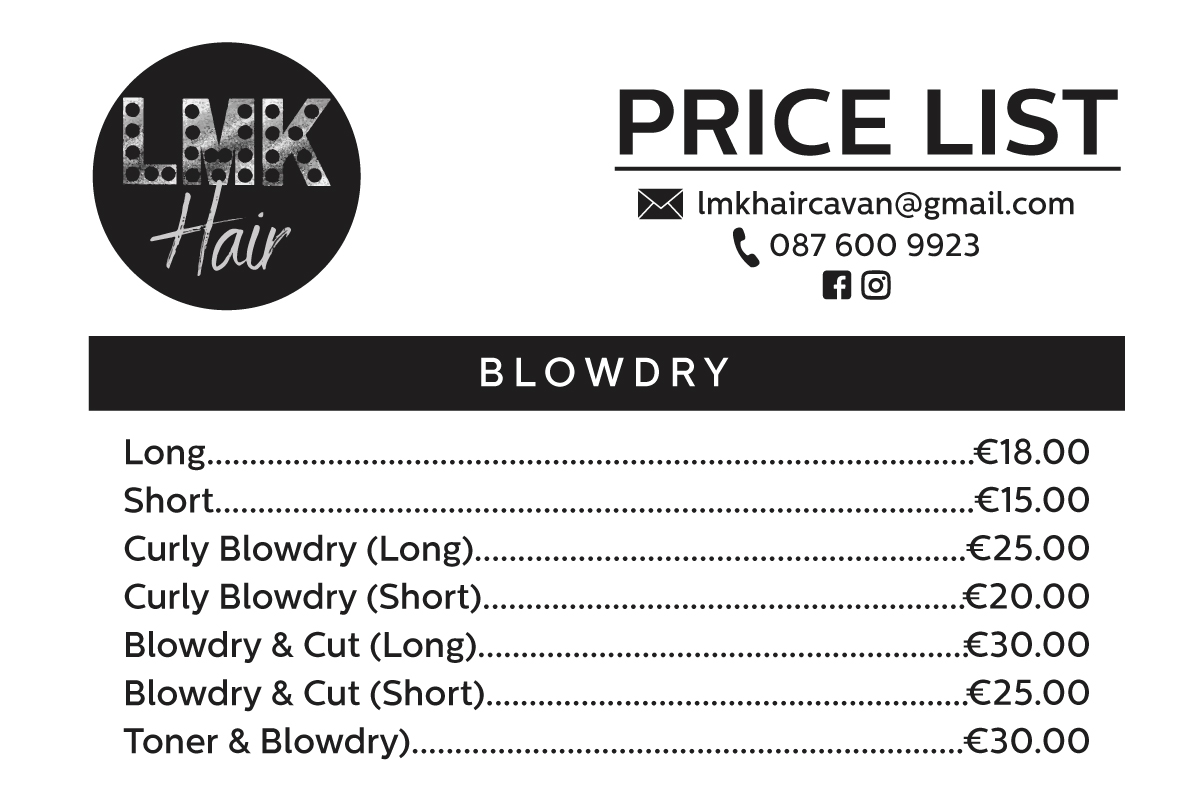 LMK
Hair
PRICE LIST
lmkhaircavan@gmail.com
087 600 9923
BLOWDRY
Long..........................................................................................€18.00
Short.........................................................................................€15.00
Curly Blowdry (Long)..........................................................€25.00
Curly Blowdry (Short).........................................................€20.00
Blowdry & Cut (Long).........................................................€30.00
Blowdry & Cut (Short)........................................................€25.00
Toner & Blowdry)................................................................€30.00